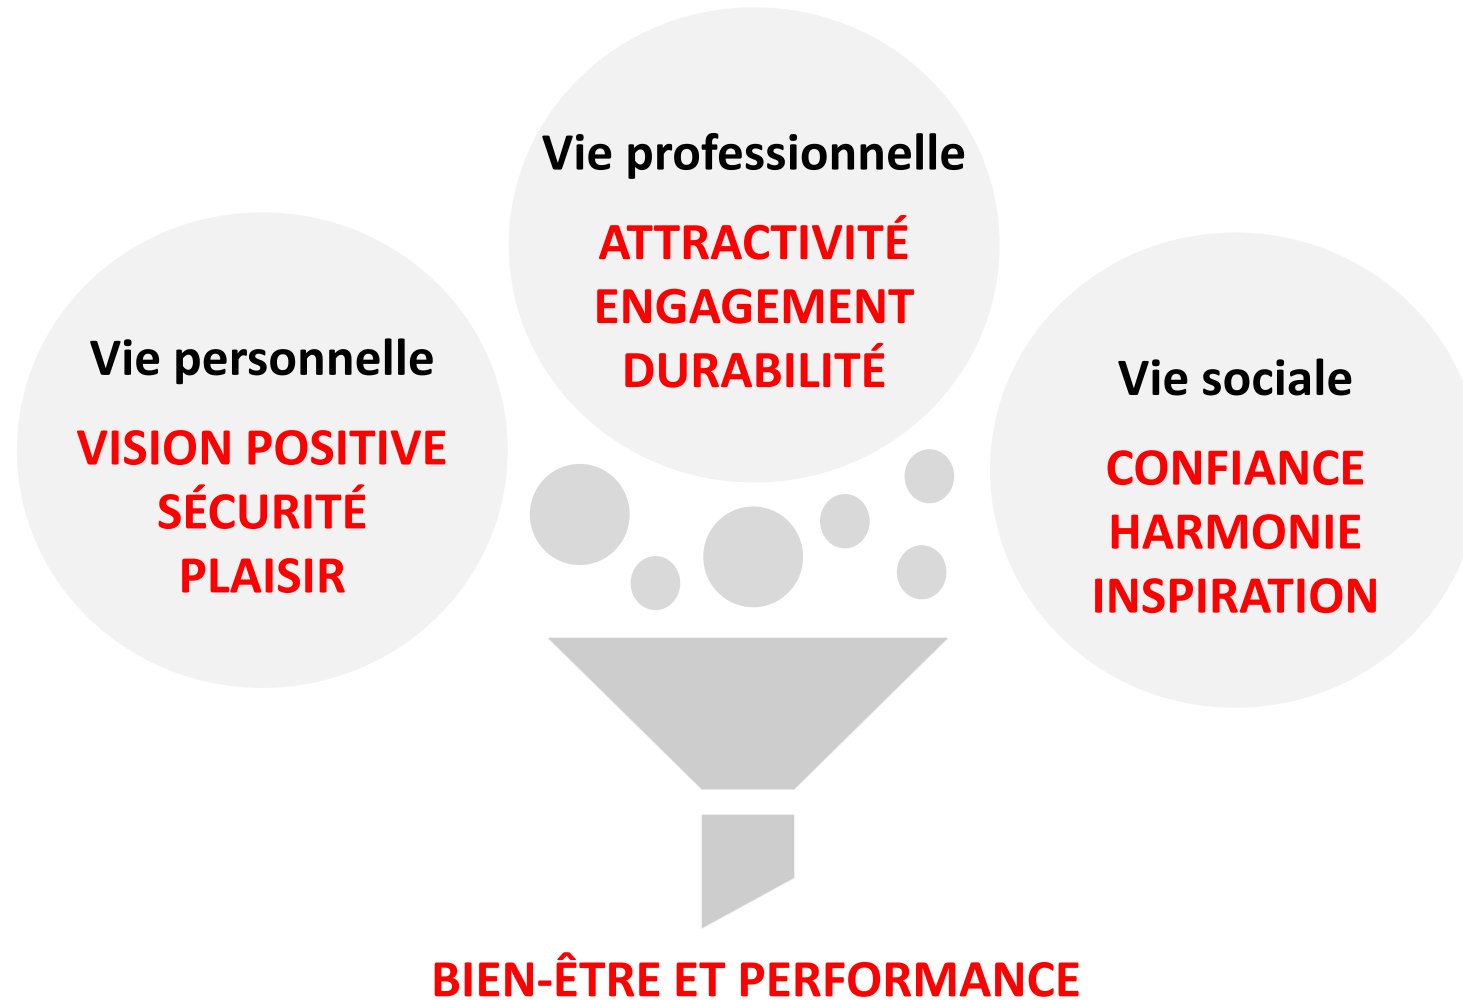 Vie professionnelle
ATTRACTIVITÉ
ENGAGEMENT
DURABILITÉ
Vie personnelle
VISION POSITIVE
SÉCURITÉ
PLAISIR
Vie sociale
CONFIANCE
HARMONIE
INSPIRATION
BIEN-ÊTRE ET PERFORMANCE